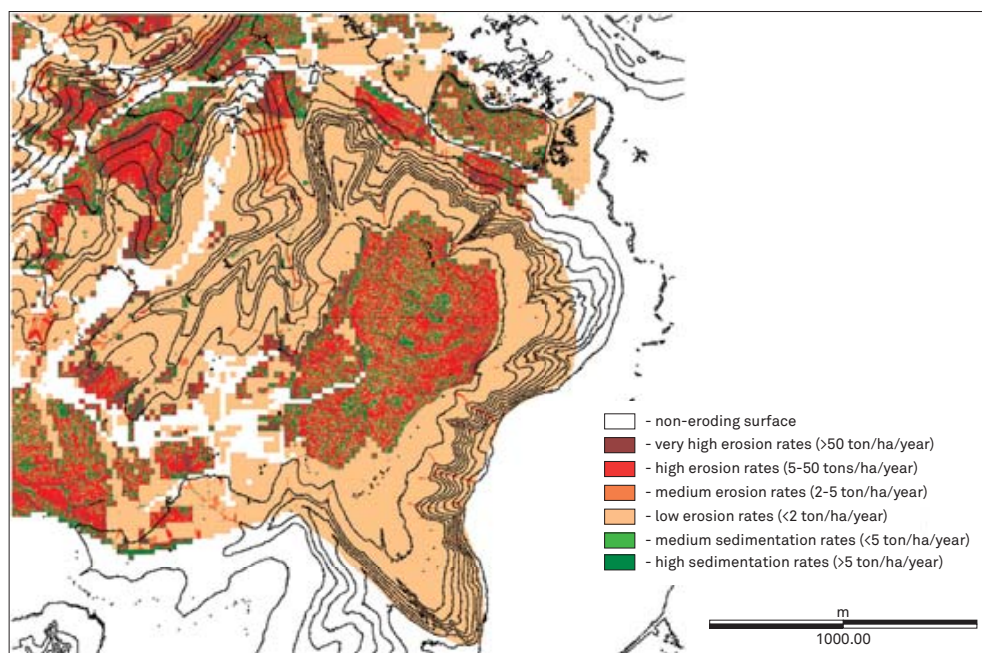 - non-eroding surface
- very high erosion rates (>50 ton/ha/year)
- high erosion rates (5-50 tons/ha/year)
- medium erosion rates (2-5 ton/ha/year)
- low erosion rates (<2 ton/ha/year)
- medium sedimentation rates (<5 ton/ha/year)
- high sedimentation rates (>5 ton/ha/year)
m
1000.00